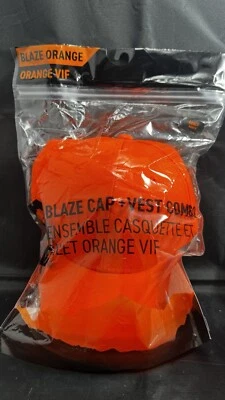 BLAZE ORANGE
ORANGE-VIF
BLAZE CAP + VEST COMBO
ENSEMBLE CASQUETTE ET
GILET ORANGE VIF